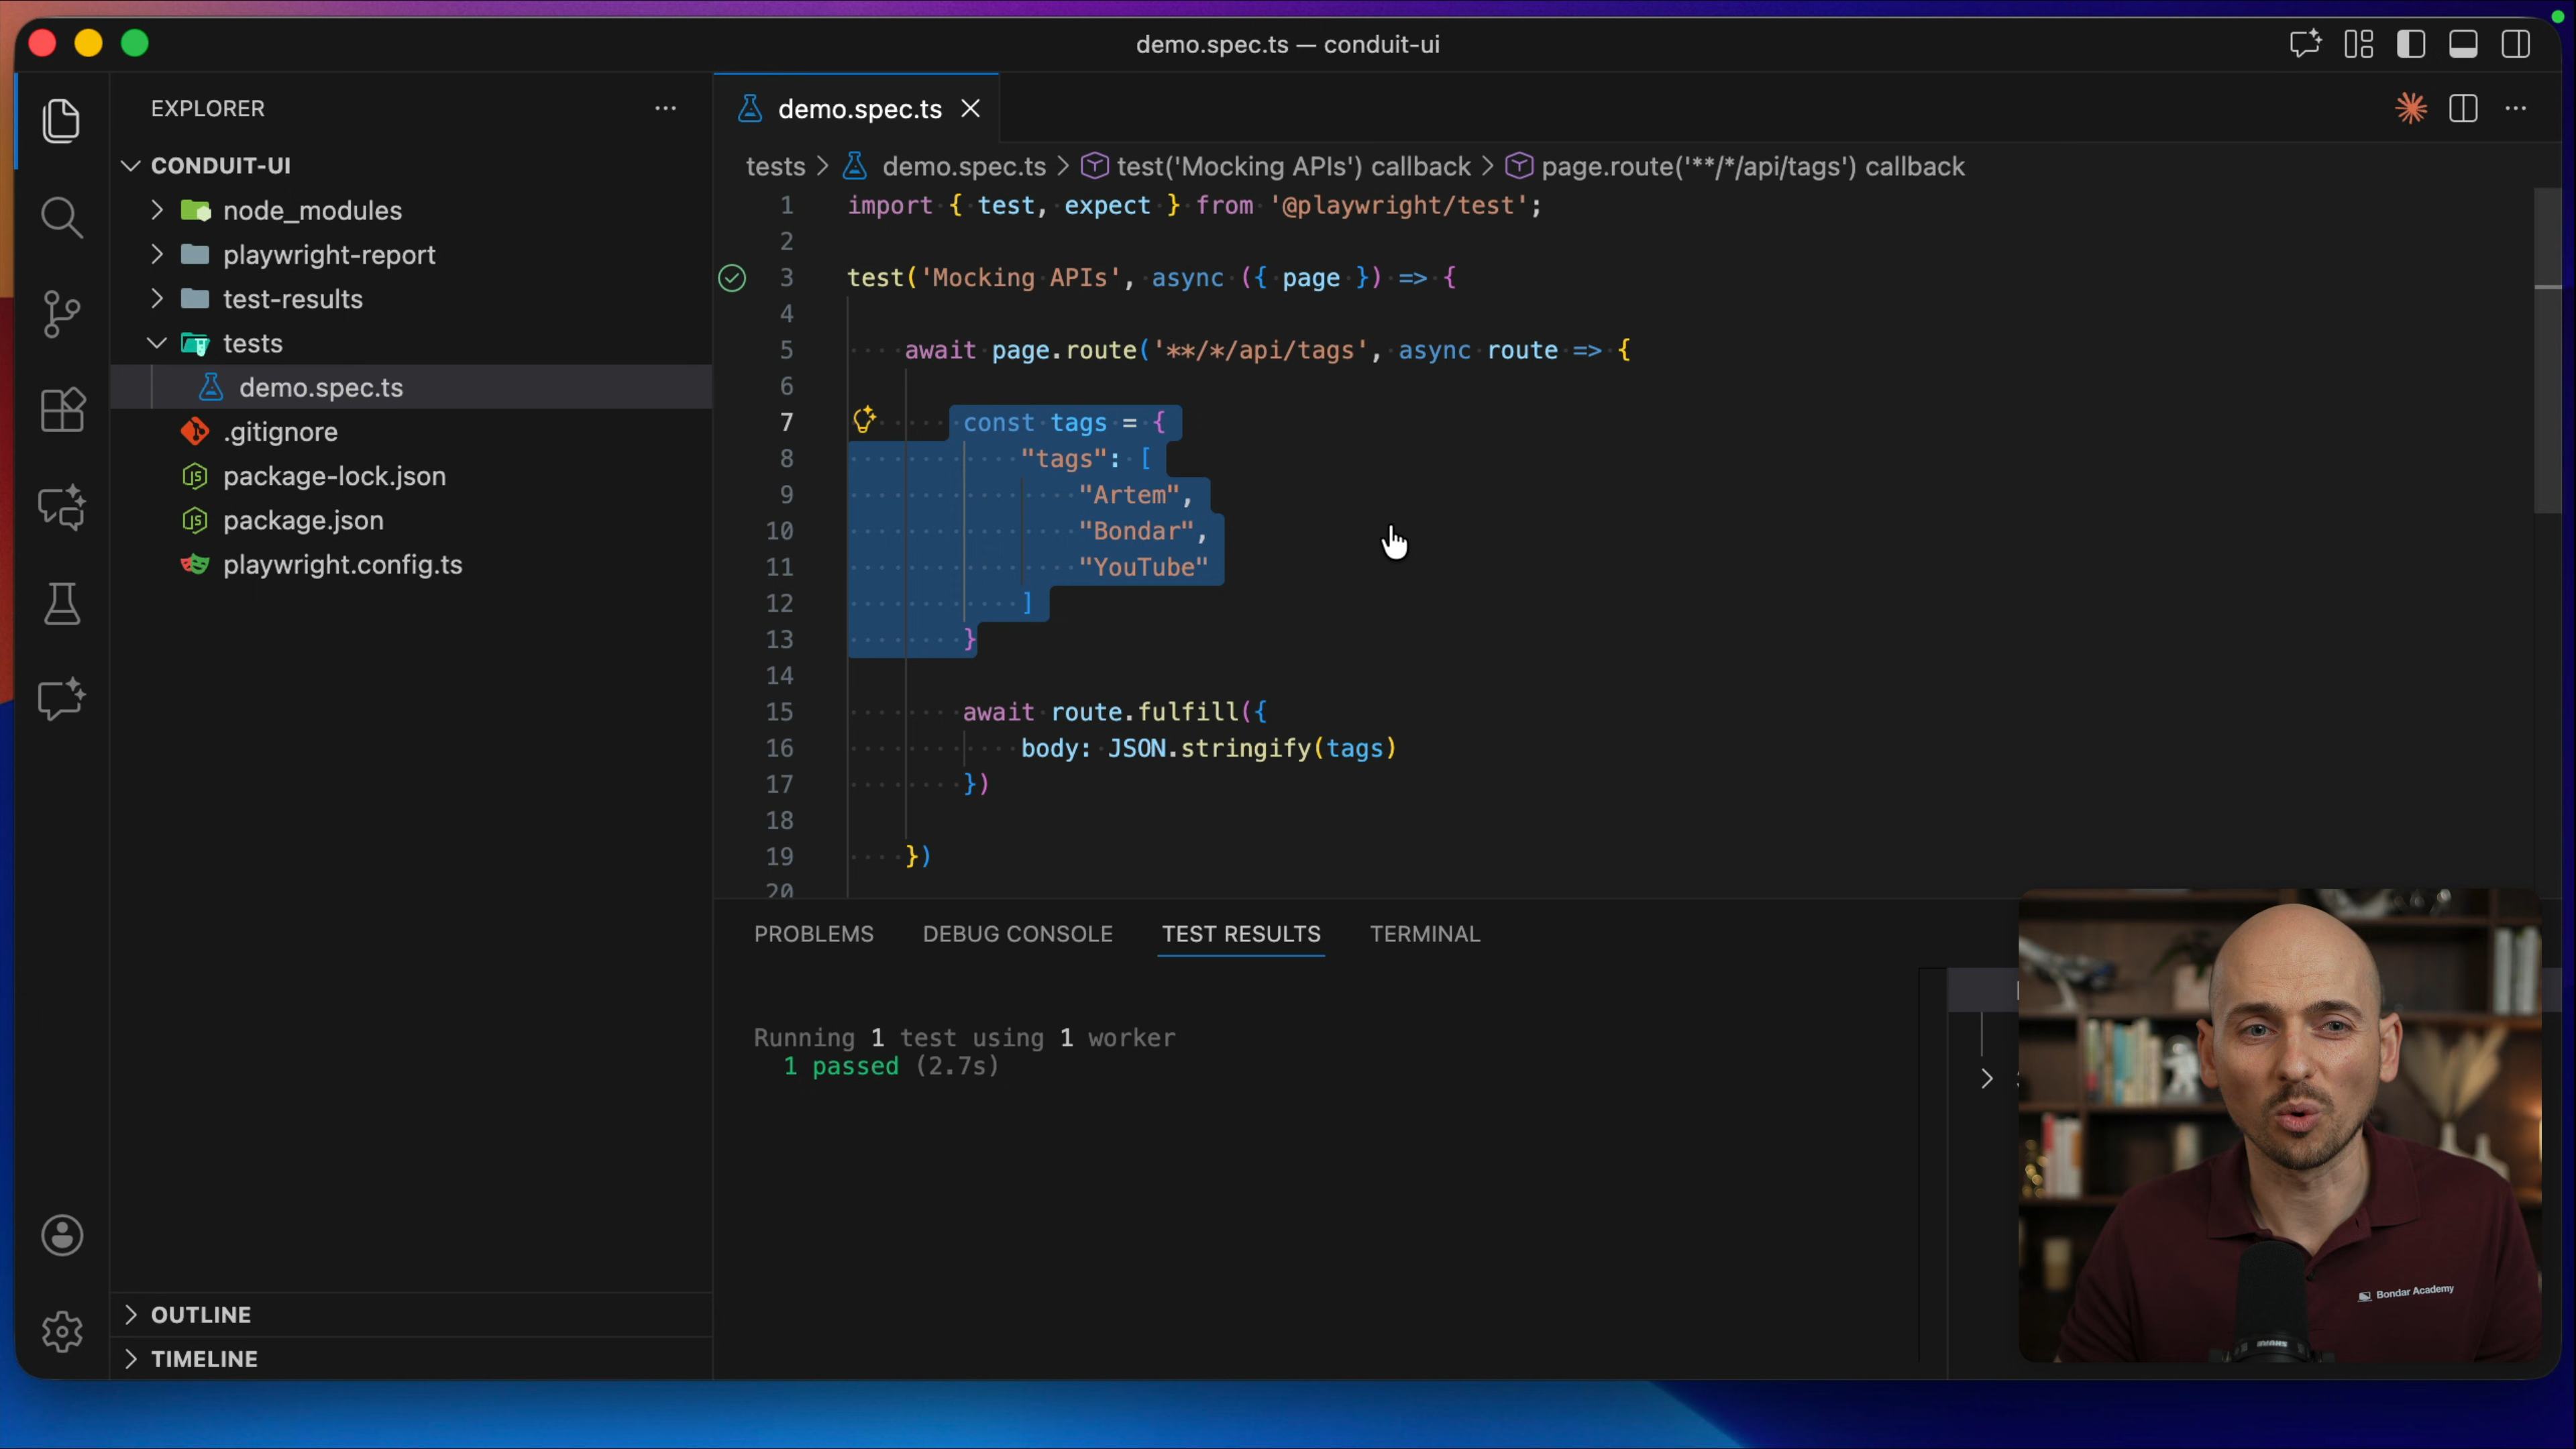 demo.spec.ts — conduit-ui
EXPLORER
CONDUIT-UI
node_modules
playwright-report
test-results
tests
demo.spec.ts
.gitignore
package-lock.json
package.json
playwright.config.ts
OUTLINE
TIMELINE
demo.spec.ts
tests > demo.spec.ts > test('Mocking APIs') callback > page.route('**/*/api/tags') callback
1 import { test, expect } from '@playwright/test';
2
3 test('Mocking APIs', async ({ page }) => {
4
5 await page.route('**/*/api/tags', async route => {
6
7 const tags = {
8 "tags": [
9 "Artem",
10 "Bondar",
11 "YouTube"
12 ]
13 }
14
15 await route.fulfill({
16 body: JSON.stringify(tags)
17 })
18
19 })
20
PROBLEMS DEBUG CONSOLE TEST RESULTS TERMINAL
Running 1 test using 1 worker
1 passed (2.7s)
Bondar Academy